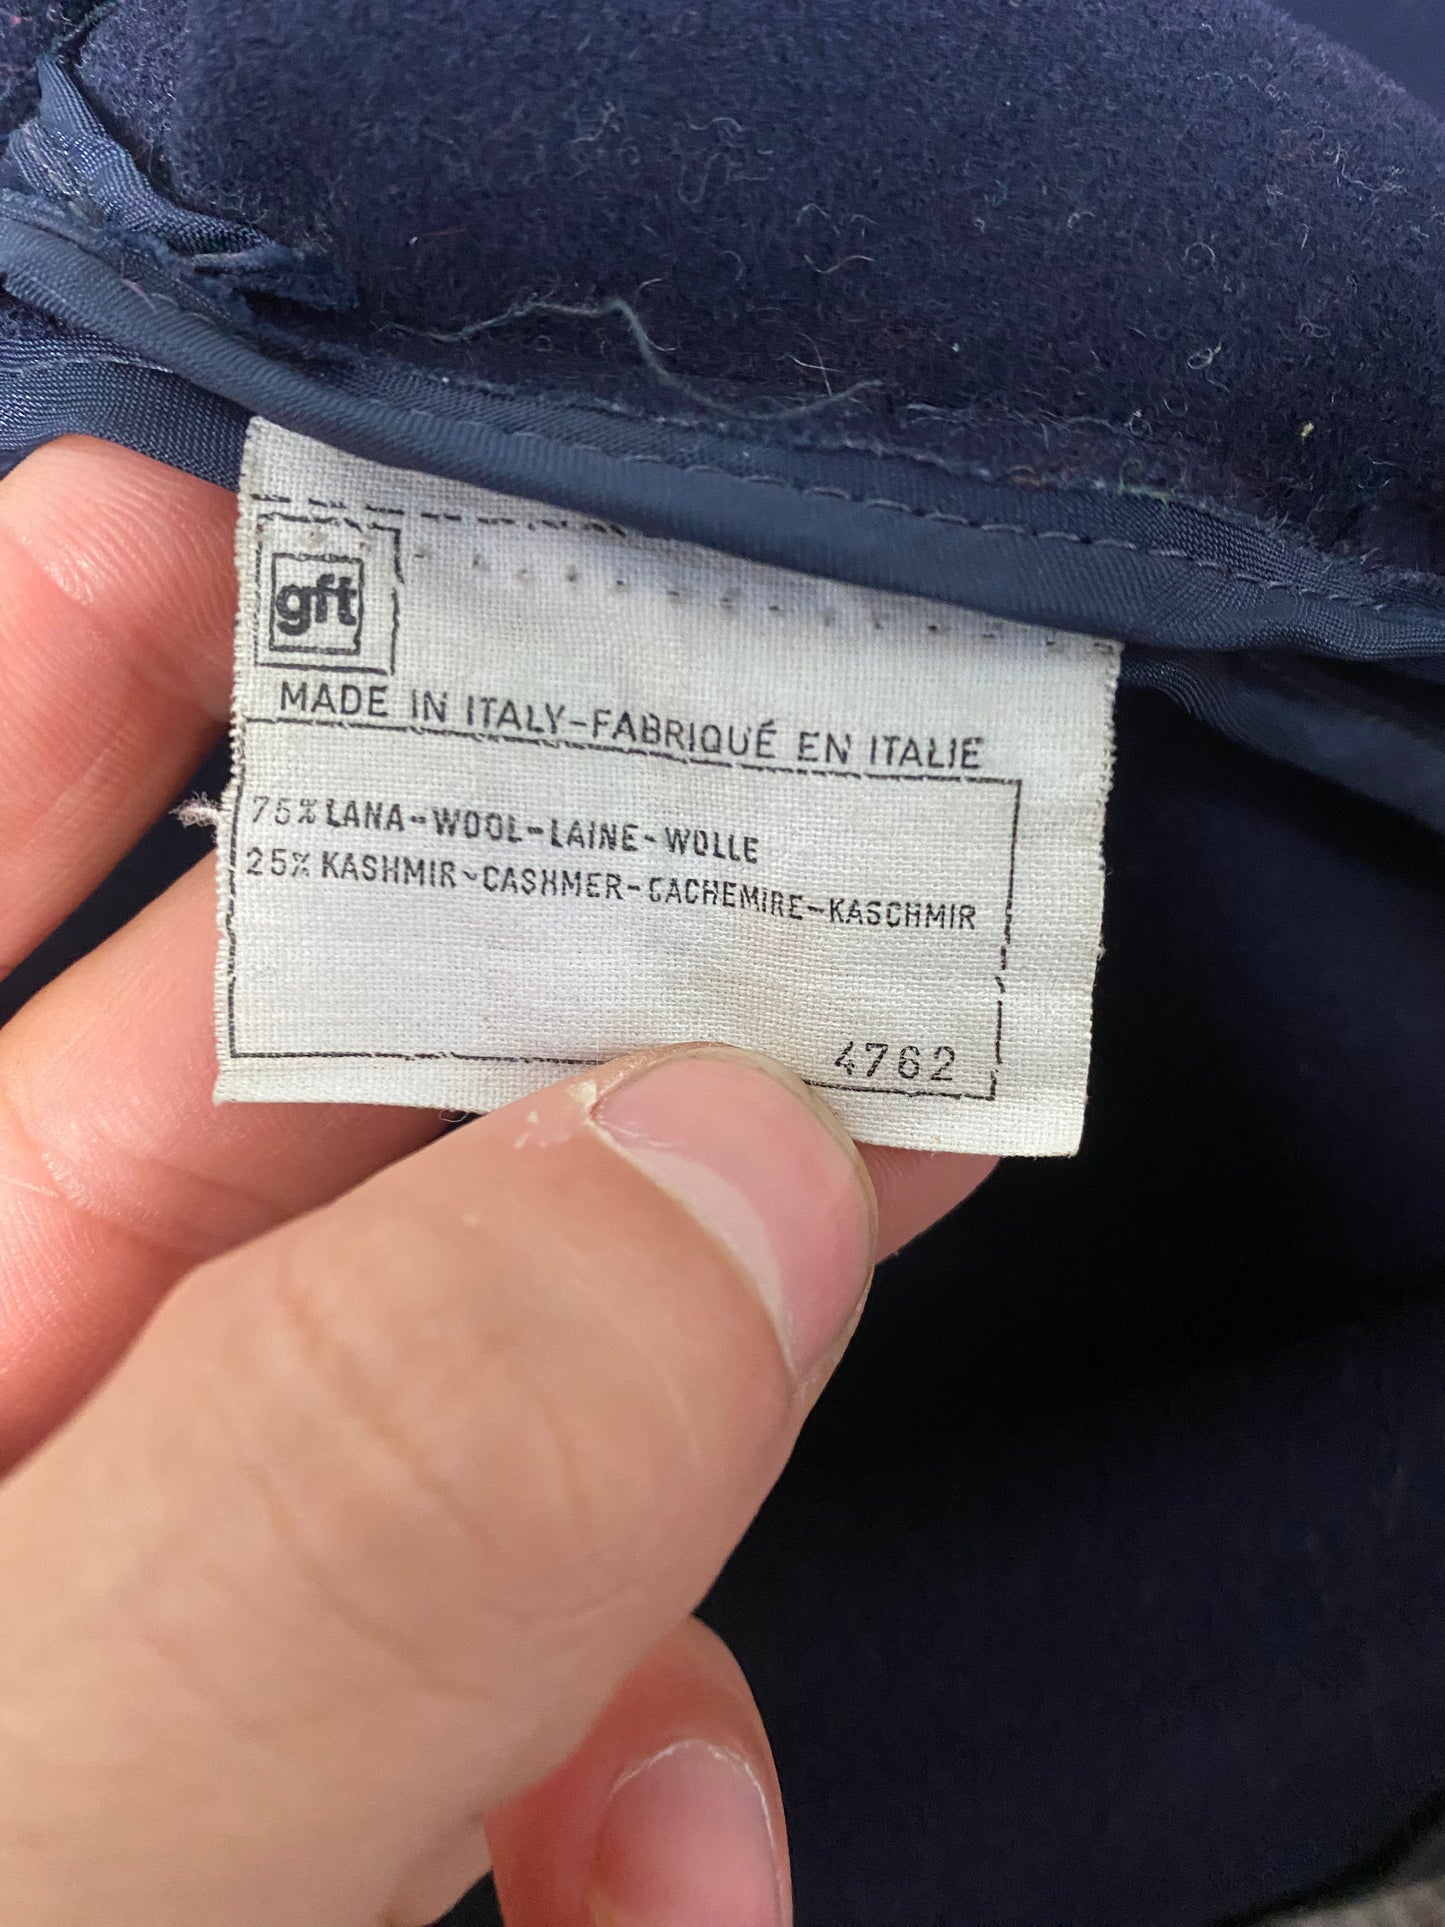 gft
MADE IN ITALY-FABRIQUÉ EN ITALIE
75% LANA-WOOL-LAINE-WOLLE
25% KASHMIR-CASHMER-CACHEMIRE-KASCHMIR
4762